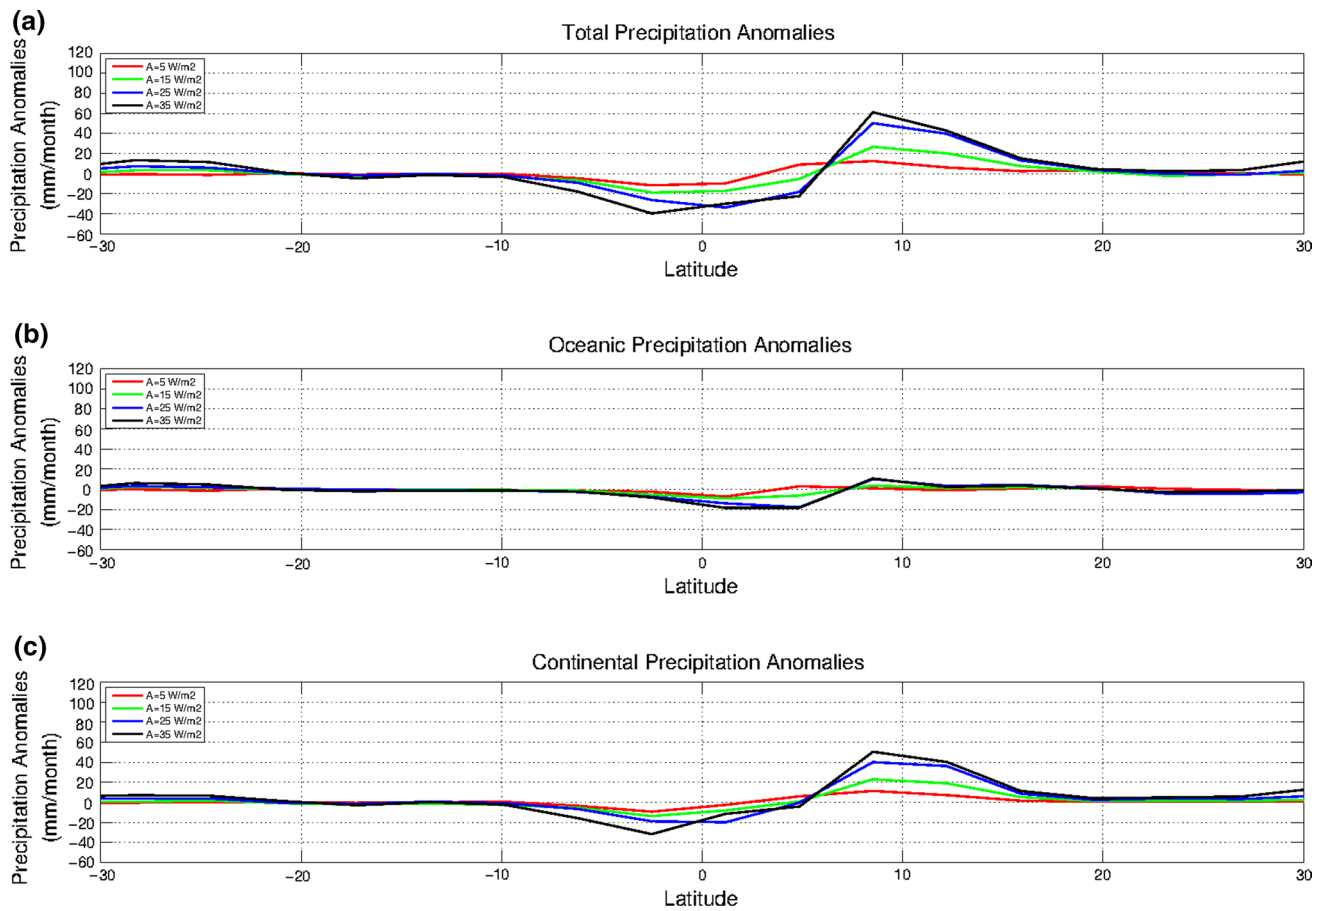 (a)
Total Precipitation Anomalies
Precipitation Anomalies
(mm/month)
120
100
80
60
40
20
0
−20
−40
−60
A=5 W/m2
A=15 W/m2
A=25 W/m2
A=35 W/m2
−30 −20 −10 0 10 20 30
Latitude
(b)
Oceanic Precipitation Anomalies
Precipitation Anomalies
(mm/month)
120
100
80
60
40
20
0
−20
−40
−60
A=5 W/m2
A=15 W/m2
A=25 W/m2
A=35 W/m2
−30 −20 −10 0 10 20 30
Latitude
(c)
Continental Precipitation Anomalies
Precipitation Anomalies
(mm/month)
120
100
80
60
40
20
0
−20
−40
−60
A=5 W/m2
A=15 W/m2
A=25 W/m2
A=35 W/m2
−30 −20 −10 0 10 20 30
Latitude